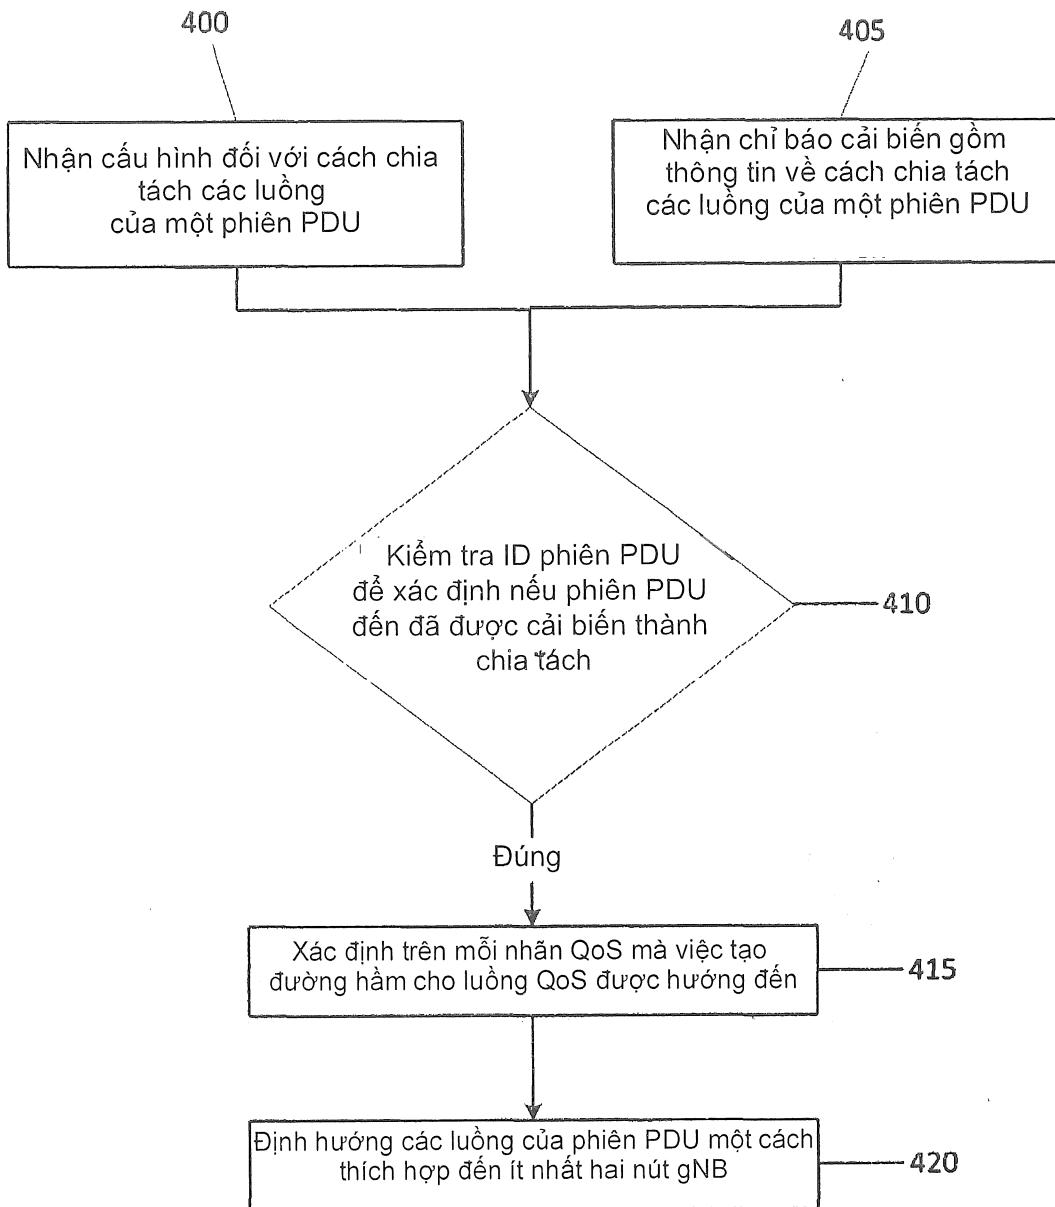 400
405
Nhận cấu hình đối với cách chia
tách các luồng
của một phiên PDU
Nhận chỉ báo cải biến gồm
thông tin về cách chia tách
các luồng của một phiên PDU
Kiểm tra ID phiên PDU
để xác định nếu phiên PDU
đến đã được cải biến thành
chia tách
410
Đúng
Xác định trên mỗi nhãn QoS mà việc tạo
đường hầm cho luồng QoS được hướng đến
415
Định hướng các luồng của phiên PDU một cách
thích hợp đến ít nhất hai nút gNB
420